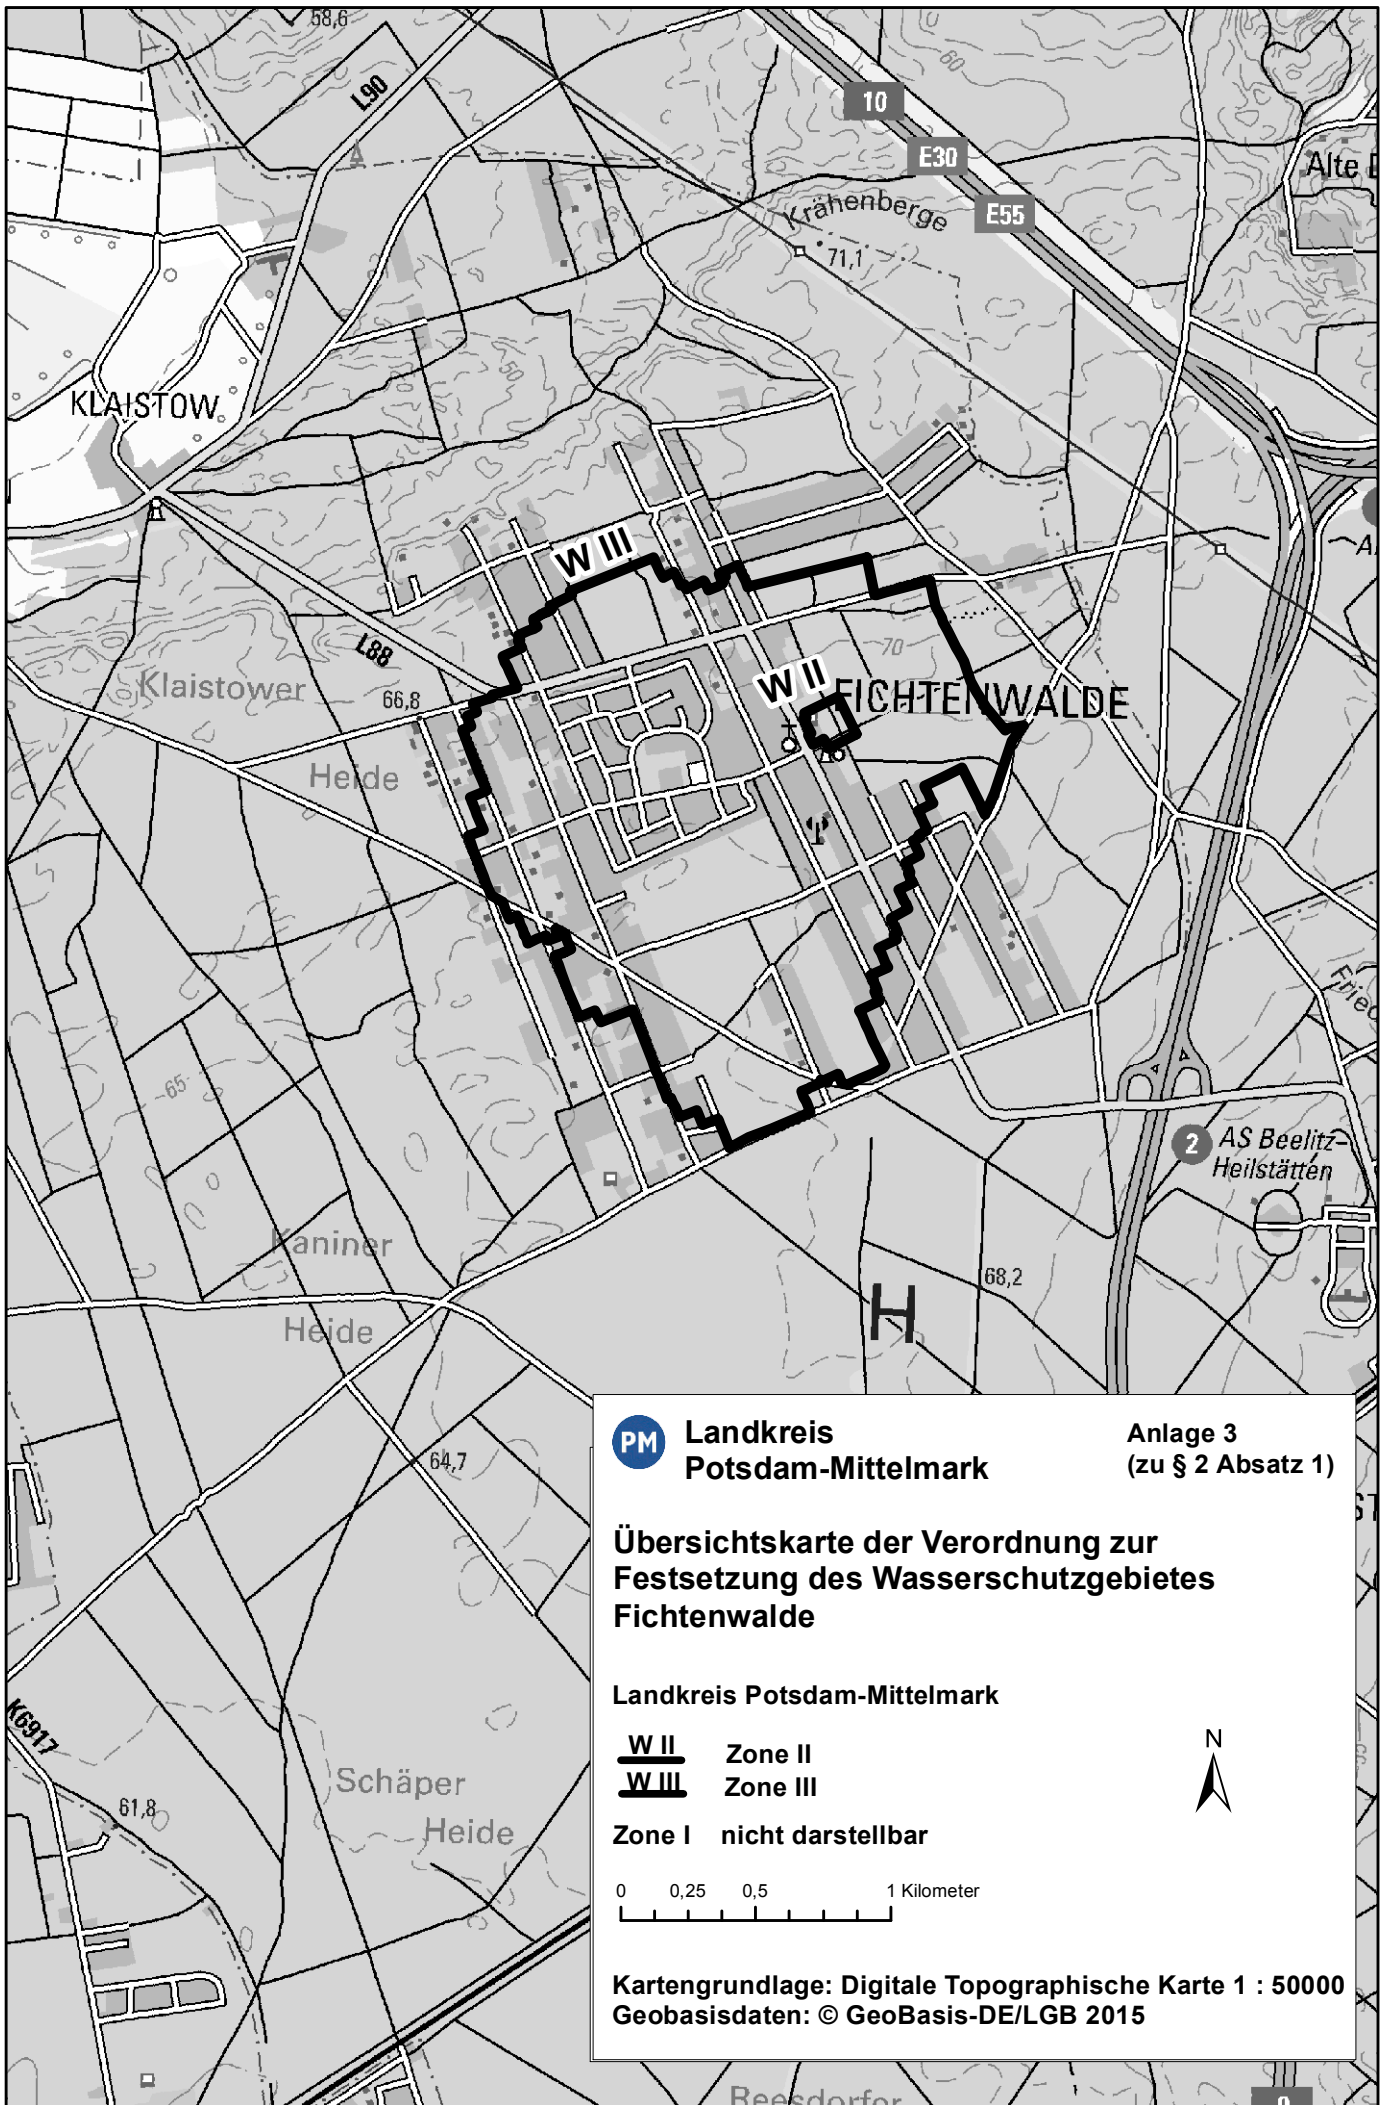 58,6
L90
10
60
E30
Alte
E55
Krähenberge
71,1
50
KLAISTOW
W III
L88
70
Klaistower
66,8
W II
FICHTENWALDE
Heide
65
2
AS Beelitz-
Heilstätten
Kaniner
68,2
H
Heide
64,7
K6917
Schäper
61,8
Heide
PM
Landkreis
Potsdam-Mittelmark
Anlage 3
(zu § 2 Absatz 1)
Übersichtskarte der Verordnung zur
Festsetzung des Wasserschutzgebietes
Fichtenwalde
Landkreis Potsdam-Mittelmark
W II Zone II
W III Zone III
N
Zone I nicht darstellbar
0 0,25 0,5 1 Kilometer
Kartengrundlage: Digitale Topographische Karte 1 : 50000
Geobasisdaten: © GeoBasis-DE/LGB 2015
Reesdorfer